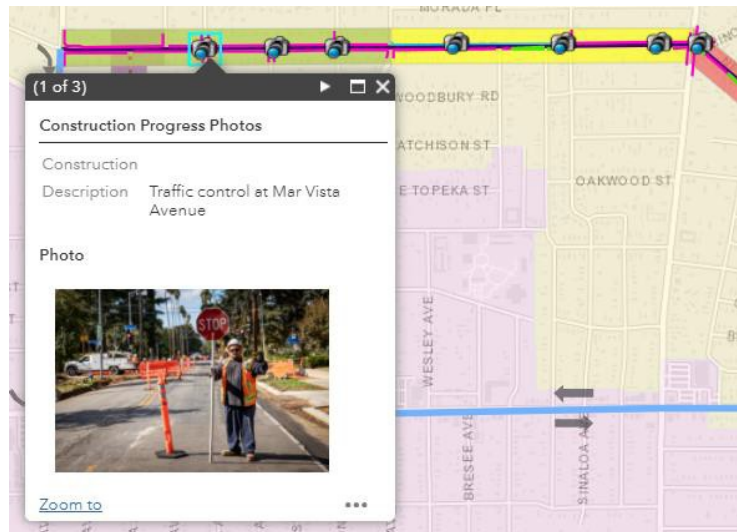 MORADA PL
(1 of 3)
Construction Progress Photos
Construction
Description Traffic control at Mar Vista
Avenue
Photo
STOP
Zoom to
WOODBURY RD
ATCHISON ST
E TOPEKA ST
OAKWOOD ST
WESLEY AVE
BRESEE AVE
SINALOA AVE